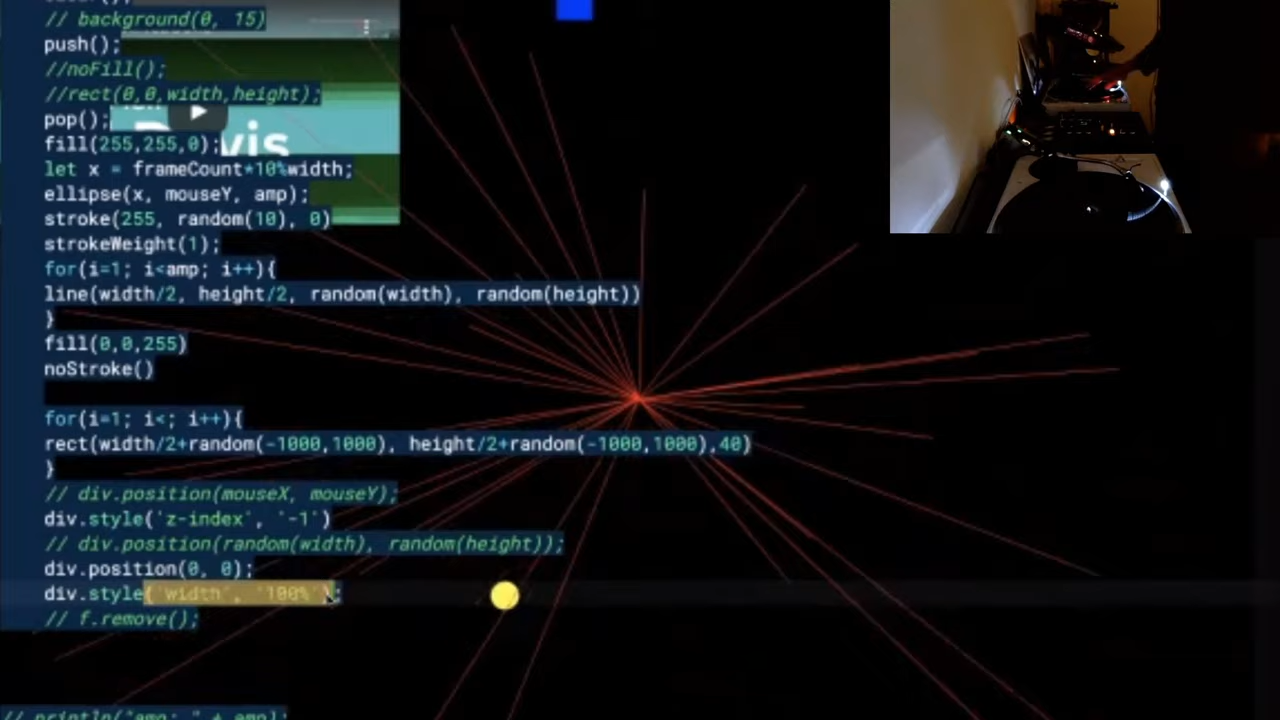 // background(0, 15)
push();
//noFill();
//rect(0,0,width,height);
pop();
fill(255,255,0);
let x = frameCount*10%width;
ellipse(x, mouseY, amp);
stroke(255, random(10), 0)
strokeWeight(1);
for(i=1; i<amp; i++){
line(width/2, height/2, random(width), random(height))
}
fill(0,0,255)
noStroke()
for(i=1; i<; i++){
rect(width/2+random(-1000,1000), height/2+random(-1000,1000),40)
}
// div.position(mouseX, mouseY);
div.style('z-index', '-1')
// div.position(random(width), random(height));
div.position(0, 0);
div.style('width', '100%');
// f.remove();
// println("amp: " + amp);